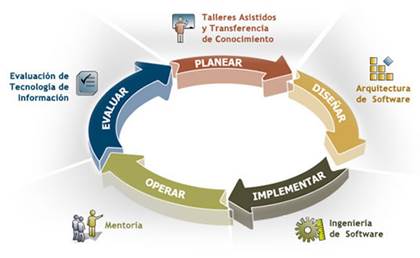 Talleres Asistidos
y Transferencia
de Conocimiento
Evaluación de
Tecnología de
Información
PLANEAR
DISEÑAR
Arquitectura
de Software
EVALUAR
OPERAR
IMPLEMENTAR
Mentoría
Ingeniería
de Software